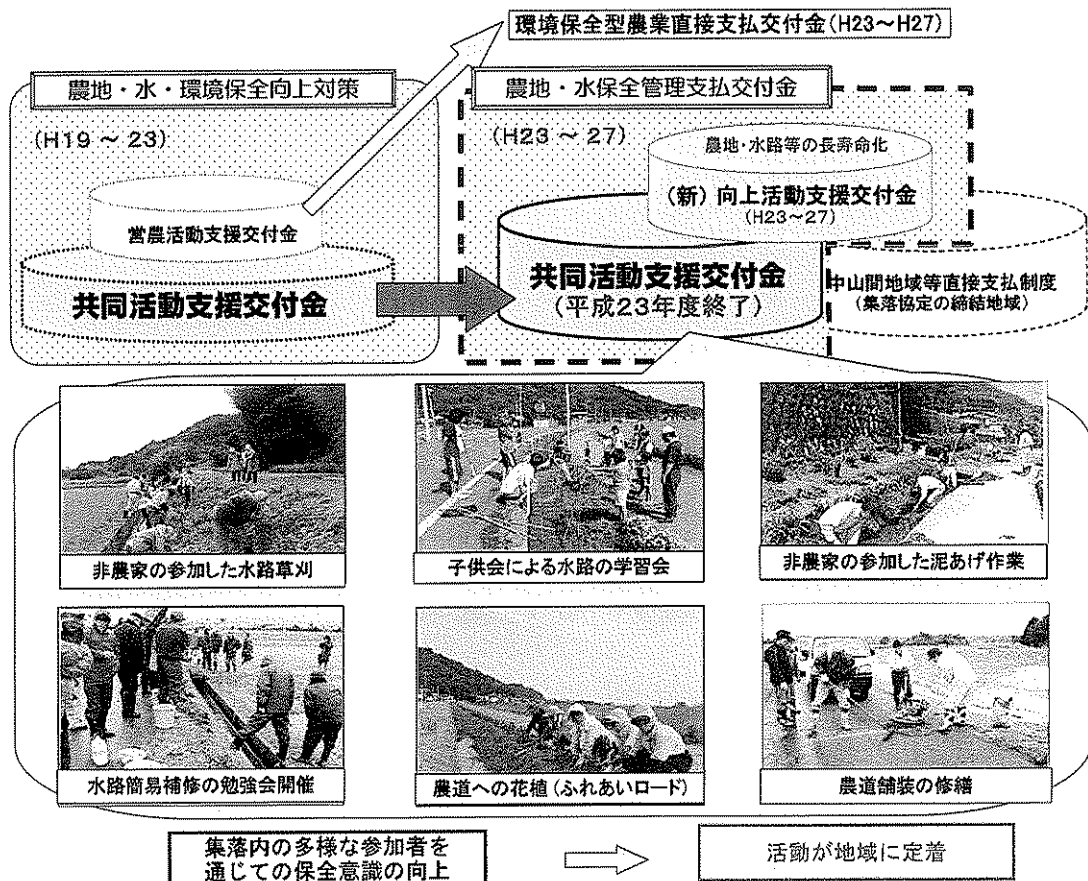 環境保全型農業直接支払交付金(H23～H27)
農地・水・環境保全向上対策
(H19 ～ 23)
営農活動支援交付金
共同活動支援交付金
農地・水保全管理支払交付金
(H23 ～ 27)
農地・水路等の長寿命化
(新) 向上活動支援交付金
(H23～27)
共同活動支援交付金
(平成23年度終了)
中山間地域等直接支払制度
(集落協定の締結地域)
非農家の参加した水路草刈
子供会による水路の学習会
非農家の参加した泥あげ作業
水路簡易補修の勉強会開催
農道への花植(ふれあいロード)
農道舗装の修繕
集落内の多様な参加者を
通じての保全意識の向上
活動が地域に定着